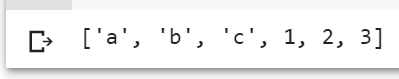 ['a', 'b', 'c', 1, 2, 3]